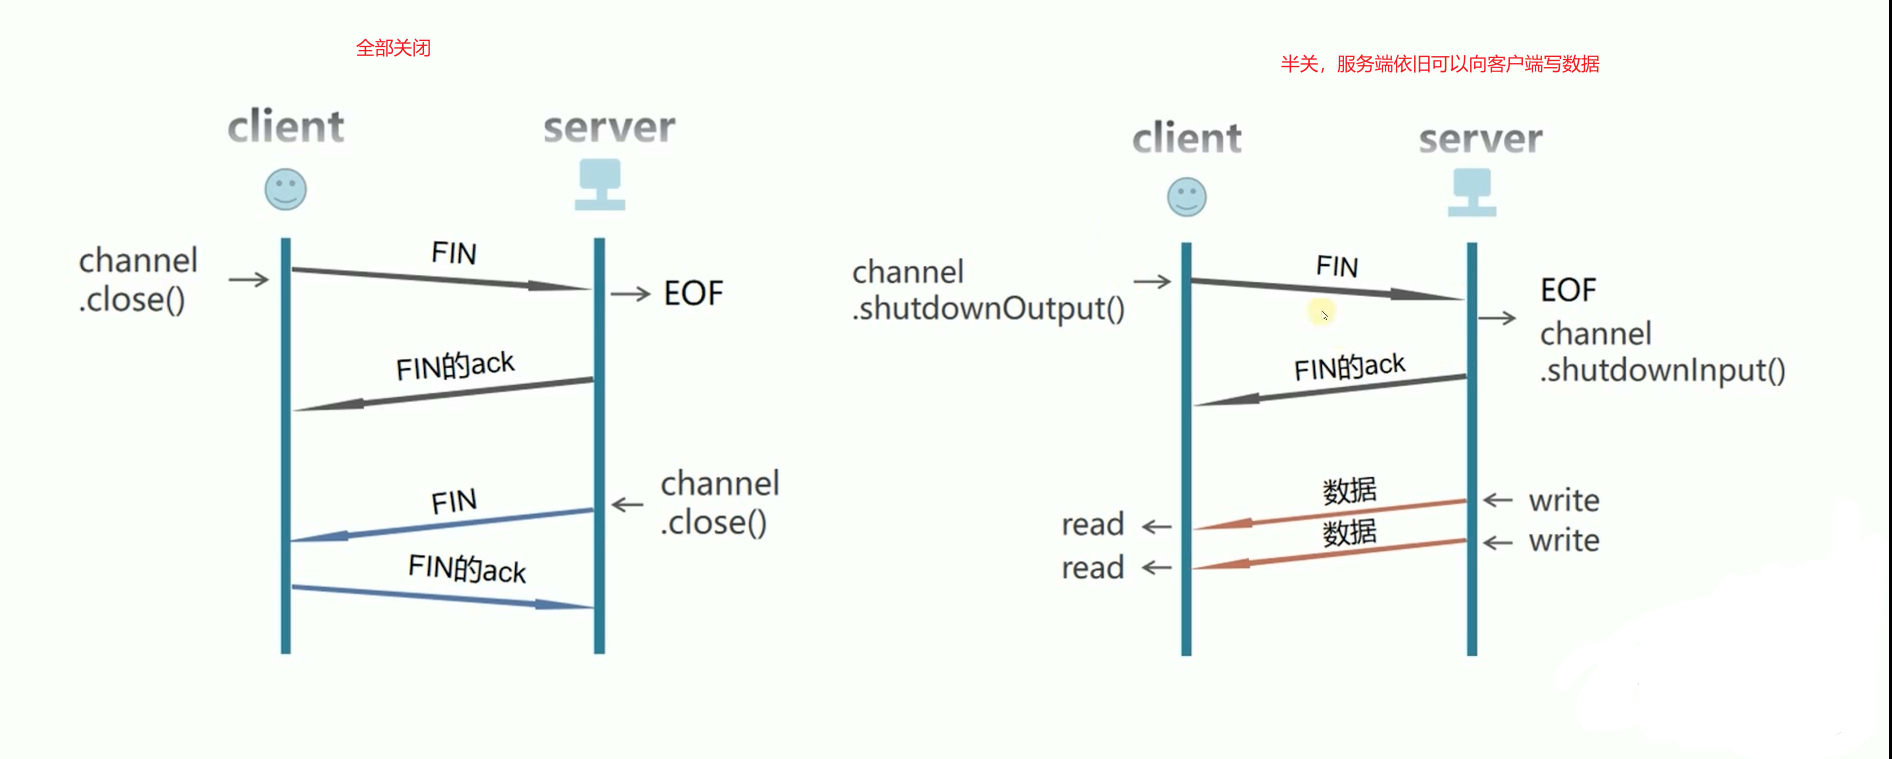 全部关闭
client
server
channel
.close()
FIN
EOF
FIN的ack
channel
.close()
FIN
FIN的ack
半关，服务端依旧可以向客户端写数据
client
server
channel
.shutdownOutput()
FIN
EOF
channel
.shutdownInput()
FIN的ack
数据
write
read
数据
write
read